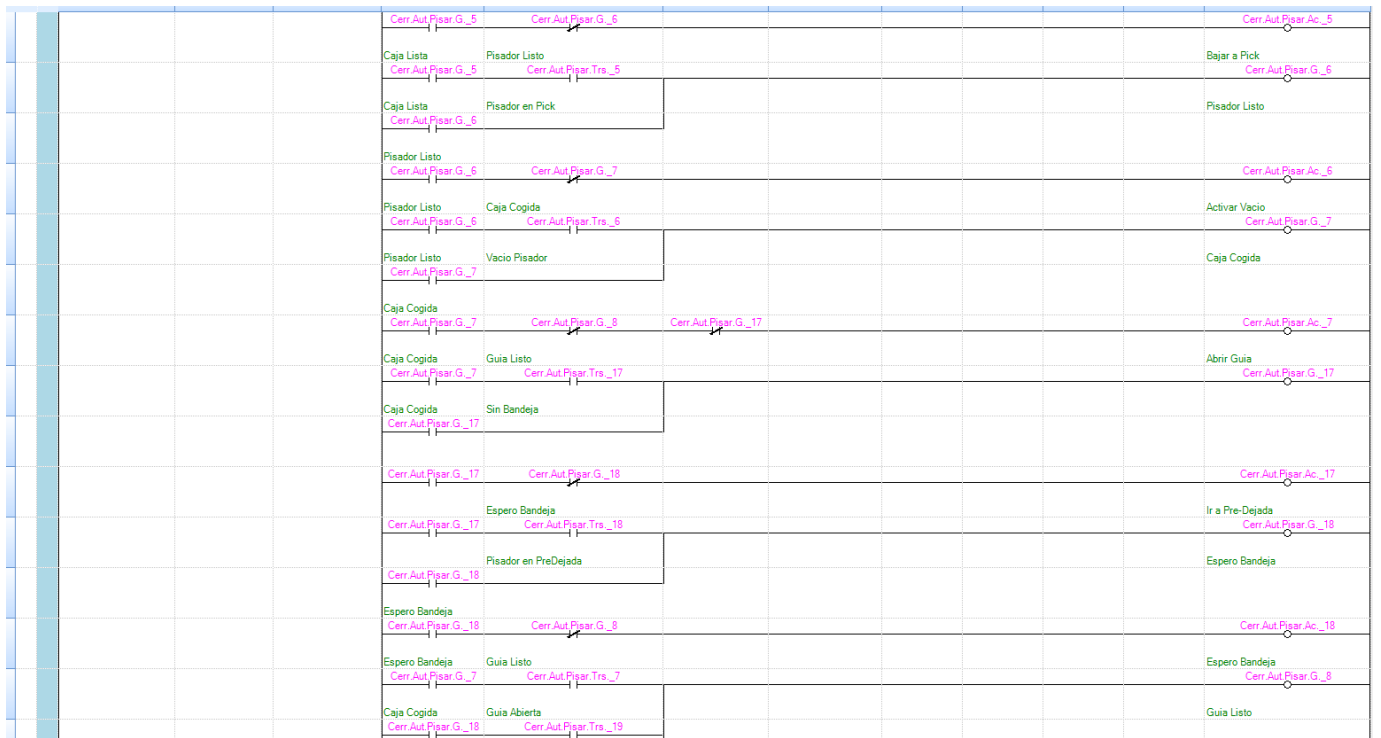 Cerr.Aut.Pisar.G._5 Cerr.Aut.Pisar.G._6 Cerr.Aut.Pisar.Ac._5
Caja Lista Pisador Listo Bajar a Pick
Cerr.Aut.Pisar.G._5 Cerr.Aut.Pisar.Trs._5 Cerr.Aut.Pisar.G._6
Caja Lista Pisador en Pick Pisador Listo
Cerr.Aut.Pisar.G._6
Pisador Listo
Cerr.Aut.Pisar.G._6 Cerr.Aut.Pisar.G._7 Cerr.Aut.Pisar.Ac._6
Pisador Listo Caja Cogida Activar Vacio
Cerr.Aut.Pisar.G._6 Cerr.Aut.Pisar.Trs._6 Cerr.Aut.Pisar.G._7
Pisador Listo Vacio Pisador Caja Cogida
Cerr.Aut.Pisar.G._7
Caja Cogida
Cerr.Aut.Pisar.G._7 Cerr.Aut.Pisar.G._8 Cerr.Aut.Pisar.G._17 Cerr.Aut.Pisar.Ac._7
Caja Cogida Guia Listo Abrir Guia
Cerr.Aut.Pisar.G._7 Cerr.Aut.Pisar.Trs._17 Cerr.Aut.Pisar.G._17
Caja Cogida Sin Bandeja
Cerr.Aut.Pisar.G._17
Cerr.Aut.Pisar.G._17 Cerr.Aut.Pisar.G._18 Cerr.Aut.Pisar.Ac._17
Espero Bandeja Ir a Pre-Dejada
Cerr.Aut.Pisar.G._17 Cerr.Aut.Pisar.Trs._18 Cerr.Aut.Pisar.G._18
Pisador en PreDejada Espero Bandeja
Cerr.Aut.Pisar.G._18
Espero Bandeja
Cerr.Aut.Pisar.G._18 Cerr.Aut.Pisar.G._8 Cerr.Aut.Pisar.Ac._18
Espero Bandeja Guia Listo Espero Bandeja
Cerr.Aut.Pisar.G._7 Cerr.Aut.Pisar.Trs._7 Cerr.Aut.Pisar.G._8
Caja Cogida Guia Abierta Guia Listo
Cerr.Aut.Pisar.G._18 Cerr.Aut.Pisar.Trs._19